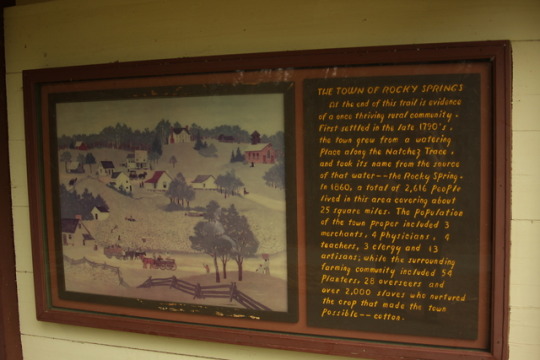 THE TOWN OF ROCKY SPRINGS
At the end of this trail is evidence
of a once thriving rural community.
First settled in the late 1790's,
the town grew from a watering
place along the Natchez Trace,
and took its name from the source
of that water--the Rocky Spring.
In 1860, a total of 2,616 people
lived in this area covering about
25 square miles. The population
of the town proper included 3
merchants, 4 physicians, 4
teachers, 3 clergy and 13
artisans; while the surrounding
farming community included 54
planters, 28 overseers and
over 2,000 slaves who nurtured
the crop that made the town
possible--cotton.